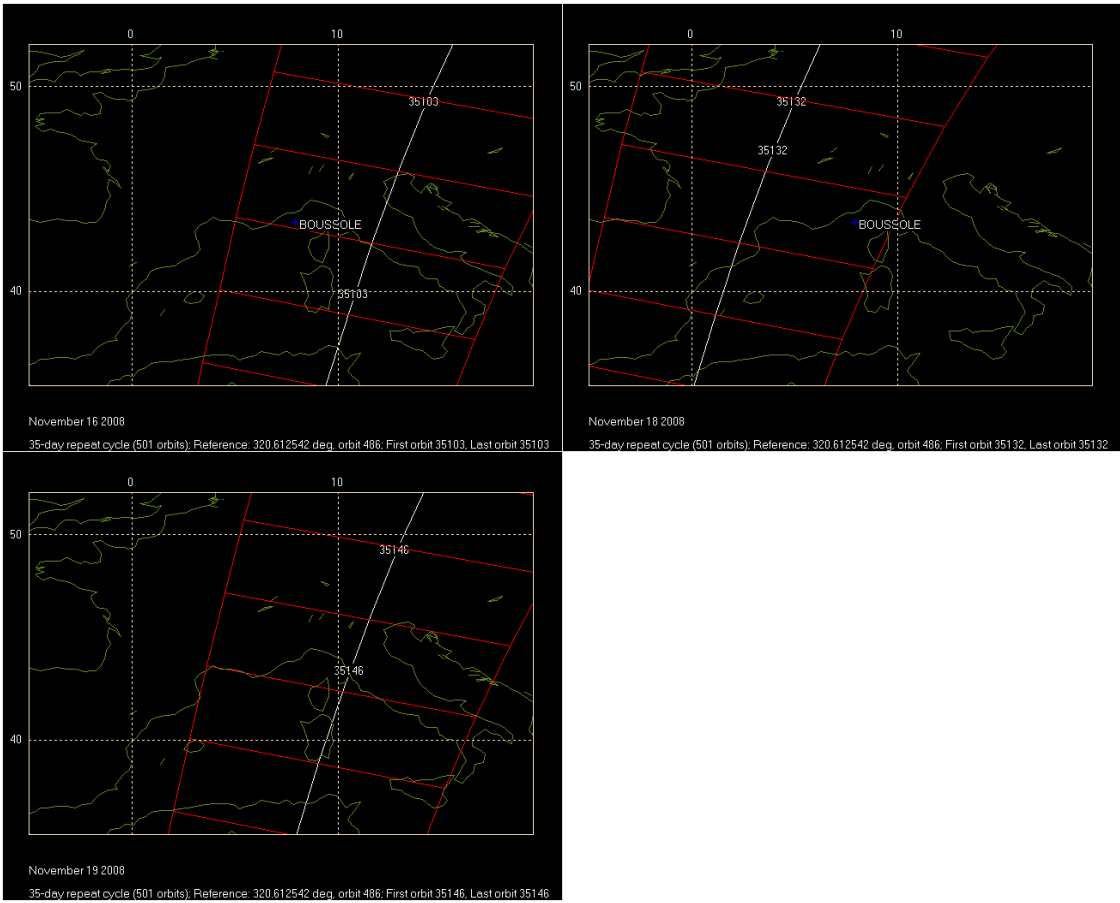 0 10
50
35103
BOUSSOLE
35103
40
November 16 2008
35-day repeat cycle (501 orbits); Reference: 320.612542 deg, orbit 486; First orbit 35103, Last orbit 35103
0 10
50
35132
35132
BOUSSOLE
40
November 18 2008
35-day repeat cycle (501 orbits); Reference: 320.612542 deg, orbit 486; First orbit 35132, Last orbit 35132
0 10
50
35146
35146
40
November 19 2008
35-day repeat cycle (501 orbits); Reference: 320.612542 deg, orbit 486; First orbit 35146, Last orbit 35146